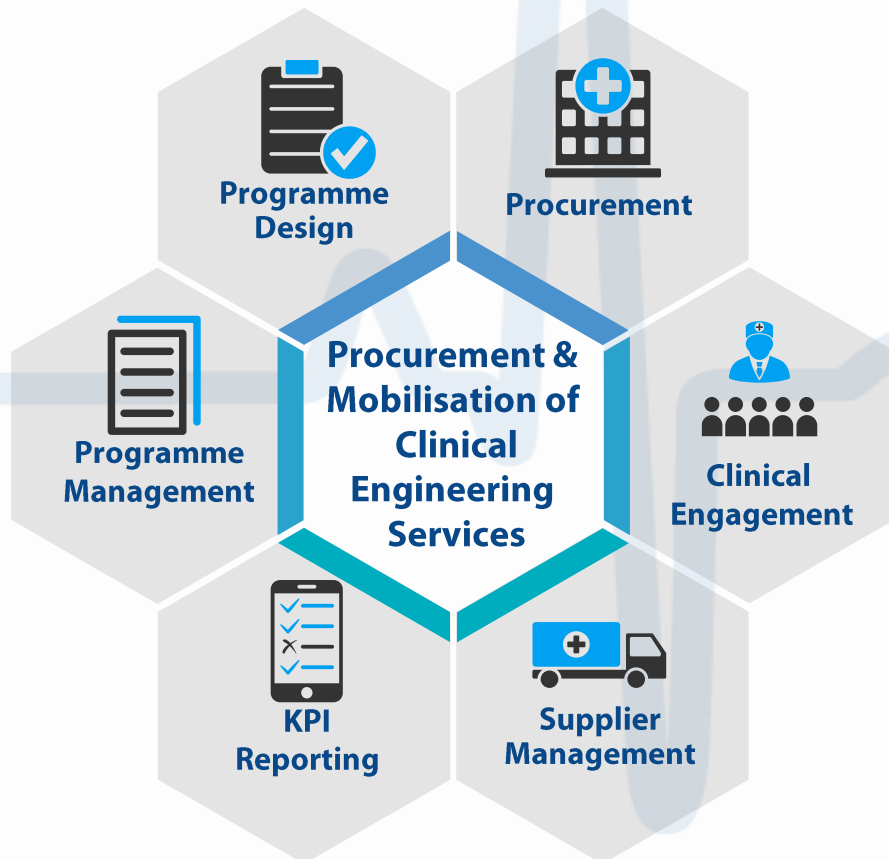 Programme
Design
Procurement
Procurement &
Mobilisation of
Clinical
Engineering
Services
Programme
Management
Clinical
Engagement
KPI
Reporting
Supplier
Management